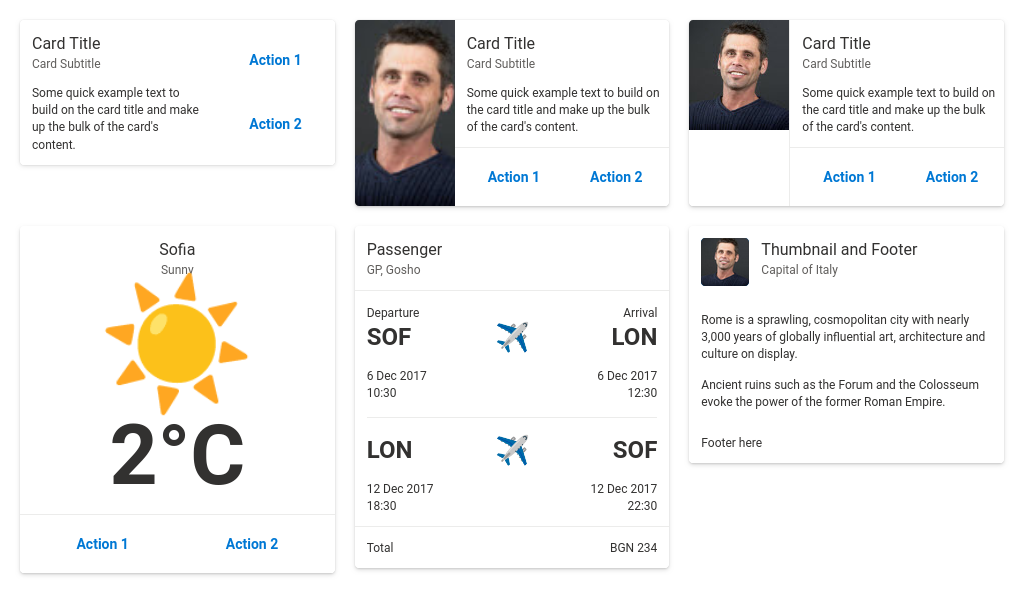 Card Title
Card Subtitle
Some quick example text to
build on the card title and make
up the bulk of the card's
content.
Action 1
Action 2
Card Title
Card Subtitle
Some quick example text to build on
the card title and make up the bulk
of the card's content.
Action 1
Action 2
Card Title
Card Subtitle
Some quick example text to build on
the card title and make up the bulk
of the card's content.
Action 1
Action 2
Sofia
Sunny
2°C
Action 1
Action 2
Passenger
GP, Gosho
Departure
Arrival
SOF
LON
6 Dec 2017
6 Dec 2017
10:30
12:30
LON
SOF
12 Dec 2017
12 Dec 2017
18:30
22:30
Total
BGN 234
Thumbnail and Footer
Capital of Italy
Rome is a sprawling, cosmopolitan city with nearly
3,000 years of globally influential art, architecture and
culture on display.
Ancient ruins such as the Forum and the Colosseum
evoke the power of the former Roman Empire.
Footer here